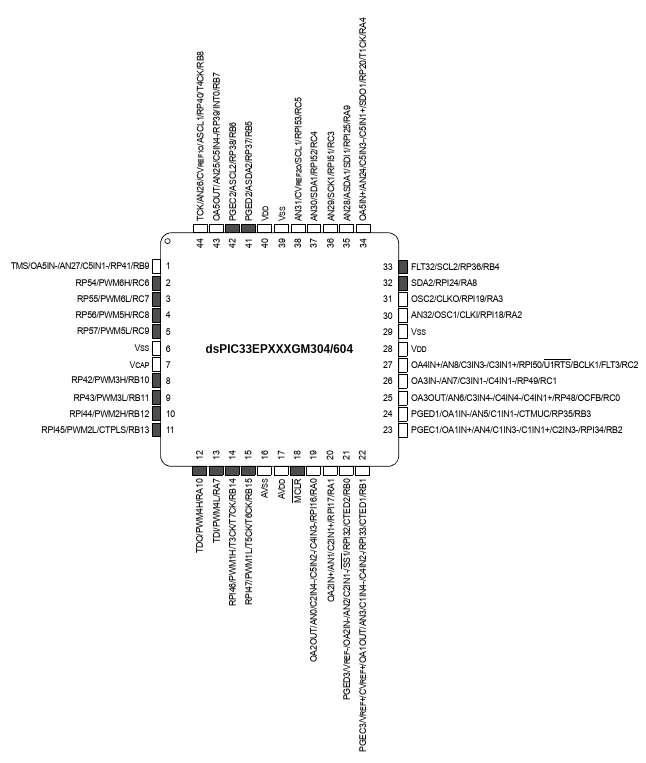 TCK/AN26/CVREF1O/ASCL1/RP40/T4CK/RB8
OA5OUT/AN25/C5IN4-/RP39/INT0/RB7
PGEC2/ASCL2/RP38/RB6
PGED2/ASDA2/RP37/RB5
VDD
VSS
AN31/CVREF2O/SCL1/RPI53/RC5
AN30/SDA1/RPI52/RC4
AN29/SCK1/RPI51/RC3
AN28/ASDA1/SDI1/RPI25/RA9
OA5IN+/AN24/C5IN3-/C5IN1+/SDO1/RP20/T1CK/RA4
44 43 42 41 40 39 38 37 36 35 34
TMS/OA5IN-/AN27/C5IN1-/RP41/RB9 1
RP54/PWM6H/RC6 2
RP55/PWM6L/RC7 3
RP56/PWM5H/RC8 4
RP57/PWM5L/RC9 5
VSS 6
VCAP 7
RP42/PWM3H/RB10 8
RP43/PWM3L/RB11 9
RPI44/PWM2H/RB12 10
RPI45/PWM2L/CTPLS/RB13 11
dsPIC33EPXXXGM304/604
33 FLT32/SCL2/RP36/RB4
32 SDA2/RPI24/RA8
31 OSC2/CLKO/RPI19/RA3
30 AN32/OSC1/CLKI/RPI18/RA2
29 VSS
28 VDD
27 OA4IN+/AN8/C3IN3-/C3IN1+/RPI50/U1RTS/BCLK1/FLT3/RC2
26 OA3IN-/AN7/C3IN1-/C4IN1-/RP49/RC1
25 OA3OUT/AN6/C3IN4-/C4IN4-/C4IN1+/RP48/OCFB/RC0
24 PGED1/OA1IN-/AN5/C1IN1-/CTMUC/RP35/RB3
23 PGEC1/OA1IN+/AN4/C1IN3-/C1IN1+/C2IN3-/RPI34/RB2
12 13 14 15 16 17 18 19 20 21 22
TDO/PWM4H/RA10
TDI/PWM4L/RA7
RPI46/PWM1H/T3CK/T7CK/RB14
RPI47/PWM1L/T5CK/T6CK/RB15
AVSS
AVDD
MCLR
OA2OUT/AN0/C2IN4-/C5IN2-/C4IN3-/RPI16/RA0
OA2IN+/AN1/C2IN1+/RPI17/RA1
PGED3/VREF-/OA2IN-/AN2/C2IN1-/SS1/RPI32/CTED2/RB0
PGEC3/VREF+/CVREF+/OA1OUT/AN3/C1IN4-/C4IN2-/RPI33/CTED1/RB1